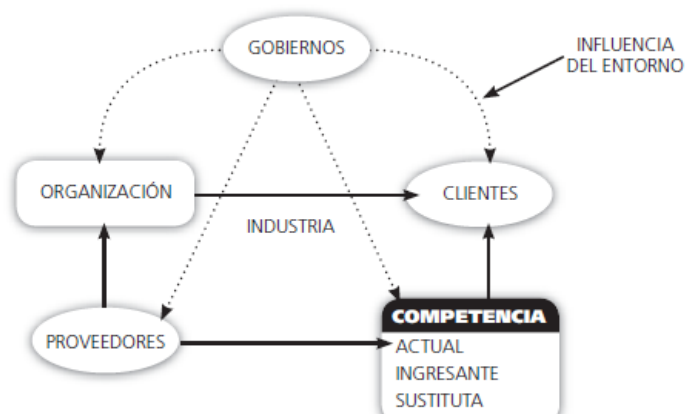 GOBIERNOS
INFLUENCIA
DEL ENTORNO
ORGANIZACIÓN
CLIENTES
INDUSTRIA
PROVEEDORES
COMPETENCIA
ACTUAL
INGRESANTE
SUSTITUTA